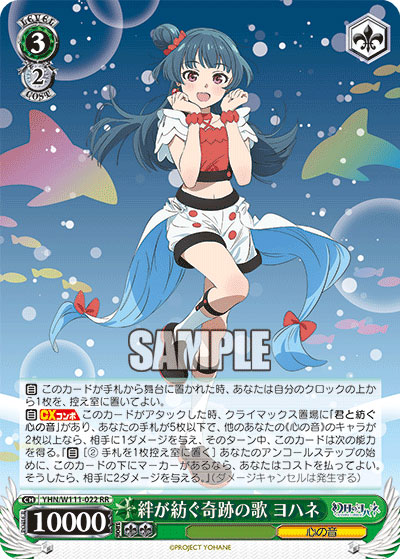 LEVEL
3
2
COST
SAMPLE
自 このカードが手札から舞台に置かれた時、あなたは自分のクロックの上か
ら1枚を、控え室に置いてよい。
自 CXコンボ このカードがアタックした時、クライマックス置場に「君と紡ぐ
心の音」があり、あなたの手札が5枚以下で、他のあなたの《心の音》のキャラが
2枚以上なら、相手に1ダメージを与え、そのターン中、このカードは次の能力
を得る。『自［② 手札を1枚控え室に置く］ あなたのアンコールステップの始
めに、このカードの下にマーカーがあるなら、あなたはコストを払ってよい。そう
したら、相手に2ダメージを与える。』（ダメージキャンセルは発生する）
CH YHN/W111-022 RR
10000
絆が紡ぐ奇跡の歌 ヨハネ
心の音
©PROJECT YOHANE